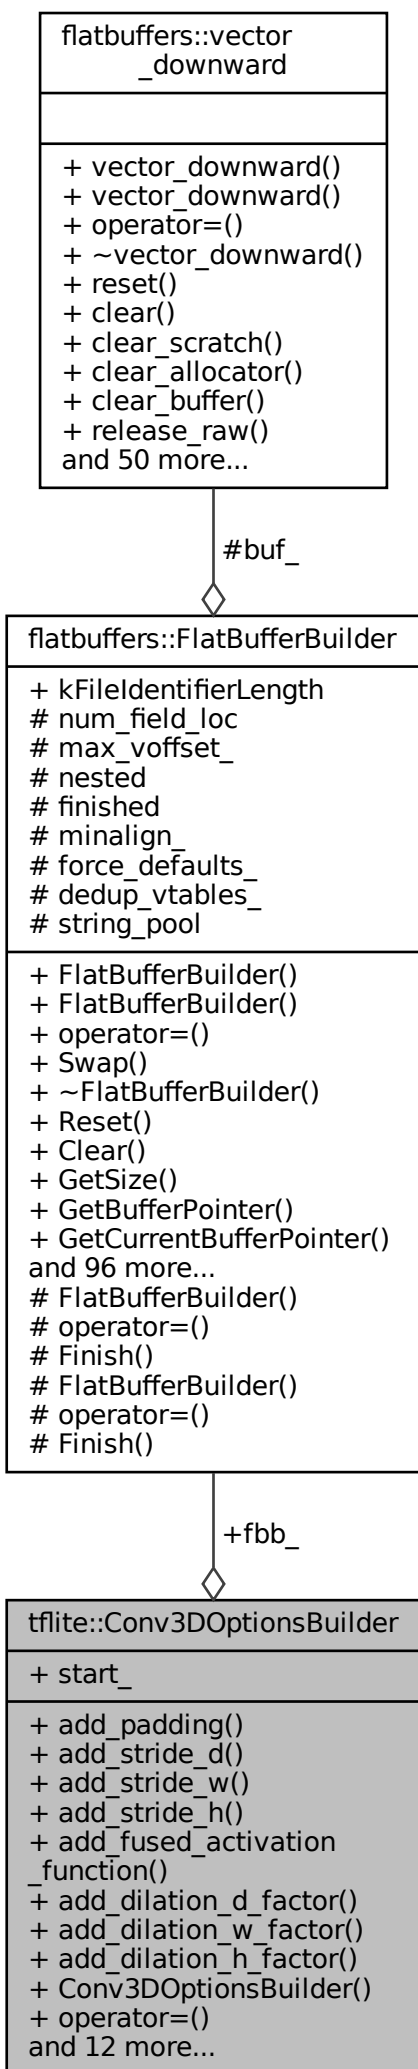 flatbuffers::vector
_downward
+ vector_downward()
+ vector_downward()
+ operator=()
+ ~vector_downward()
+ reset()
+ clear()
+ clear_scratch()
+ clear_allocator()
+ clear_buffer()
+ release_raw()
and 50 more...
#buf_
flatbuffers::FlatBufferBuilder
+ kFileIdentifierLength
# num_field_loc
# max_voffset_
# nested
# finished
# minalign_
# force_defaults_
# dedup_vtables_
# string_pool
+ FlatBufferBuilder()
+ FlatBufferBuilder()
+ operator=()
+ Swap()
+ ~FlatBufferBuilder()
+ Reset()
+ Clear()
+ GetSize()
+ GetBufferPointer()
+ GetCurrentBufferPointer()
and 96 more...
# FlatBufferBuilder()
# operator=()
# Finish()
# FlatBufferBuilder()
# operator=()
# Finish()
+fbb_
tflite::Conv3DOptionsBuilder
+ start_
+ add_padding()
+ add_stride_d()
+ add_stride_w()
+ add_stride_h()
+ add_fused_activation
_function()
+ add_dilation_d_factor()
+ add_dilation_w_factor()
+ add_dilation_h_factor()
+ Conv3DOptionsBuilder()
+ operator=()
and 12 more...